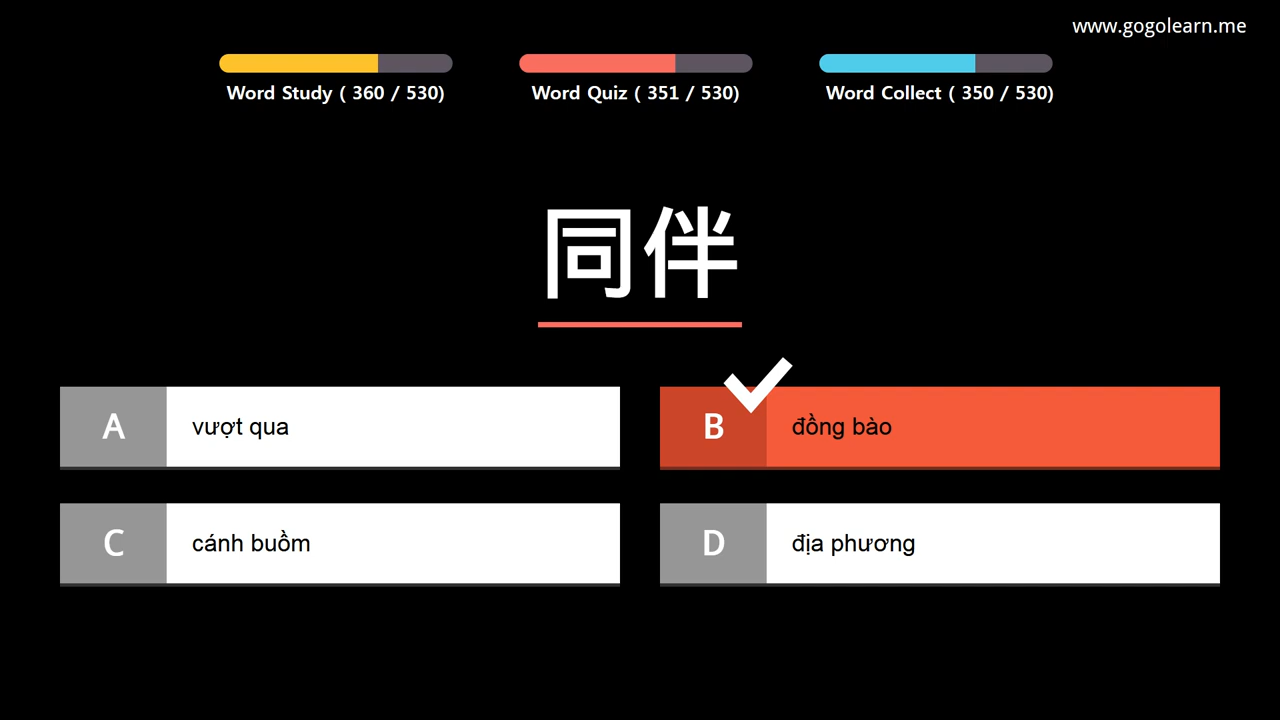 www.gogolearn.me
Word Study ( 360 / 530)
Word Quiz ( 351 / 530)
Word Collect ( 350 / 530)
同伴
A vượt qua
B đồng bào
C cánh buồm
D địa phương